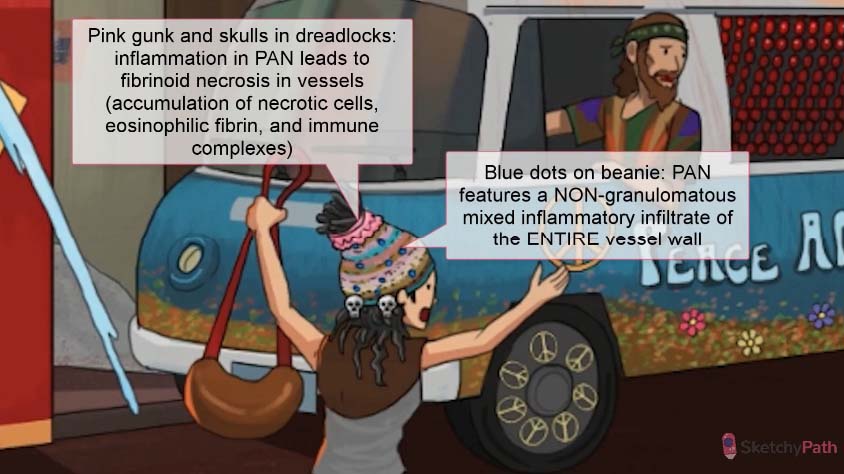 Pink gunk and skulls in dreadlocks:
inflammation in PAN leads to
fibrinoid necrosis in vessels
(accumulation of necrotic cells,
eosinophilic fibrin, and immune
complexes)
Blue dots on beanie: PAN
features a NON-granulomatous
mixed inflammatory infiltrate of
the ENTIRE vessel wall
PEACE
SketchyPath